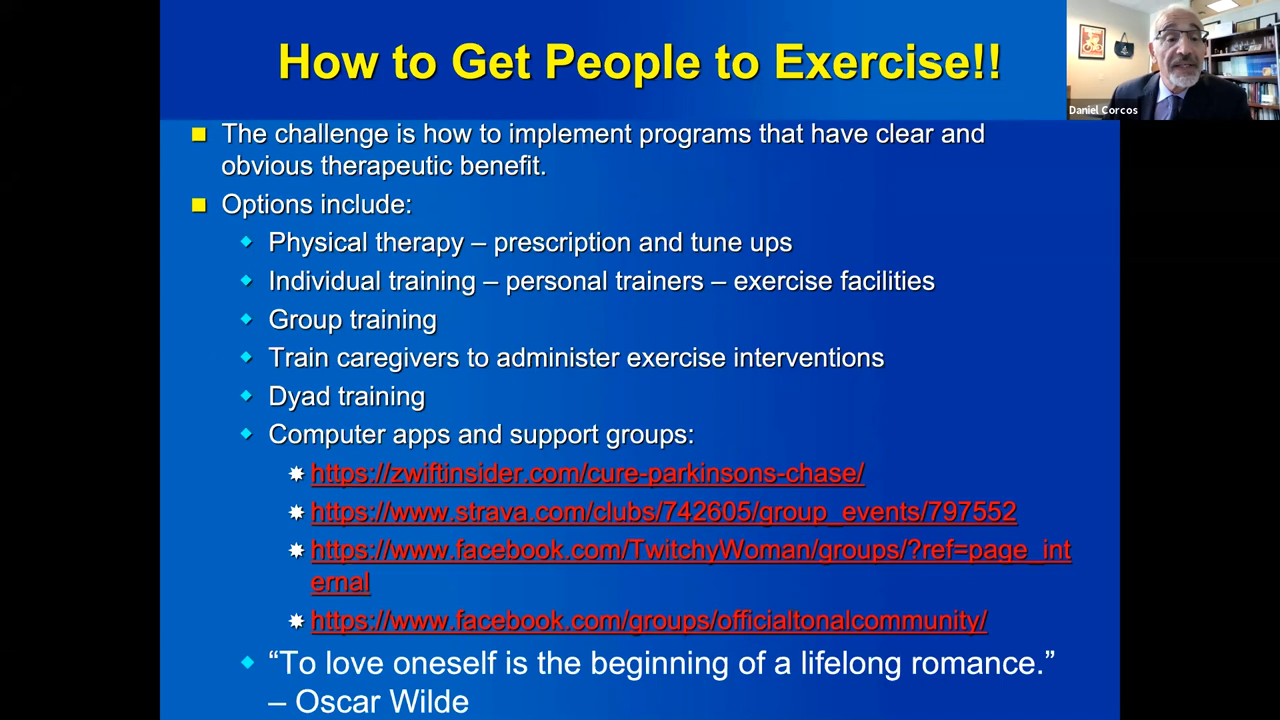 How to Get People to Exercise!!
Daniel Corcos
The challenge is how to implement programs that have clear and
obvious therapeutic benefit.
Options include:
Physical therapy – prescription and tune ups
Individual training – personal trainers – exercise facilities
Group training
Train caregivers to administer exercise interventions
Dyad training
Computer apps and support groups:
https://zwiftinsider.com/cure-parkinsons-chase/
https://www.strava.com/clubs/742605/group_events/797552
https://www.facebook.com/TwitchyWoman/groups/?ref=page_int
ernal
https://www.facebook.com/groups/officialtonalcommunity/
“To love oneself is the beginning of a lifelong romance.”
– Oscar Wilde